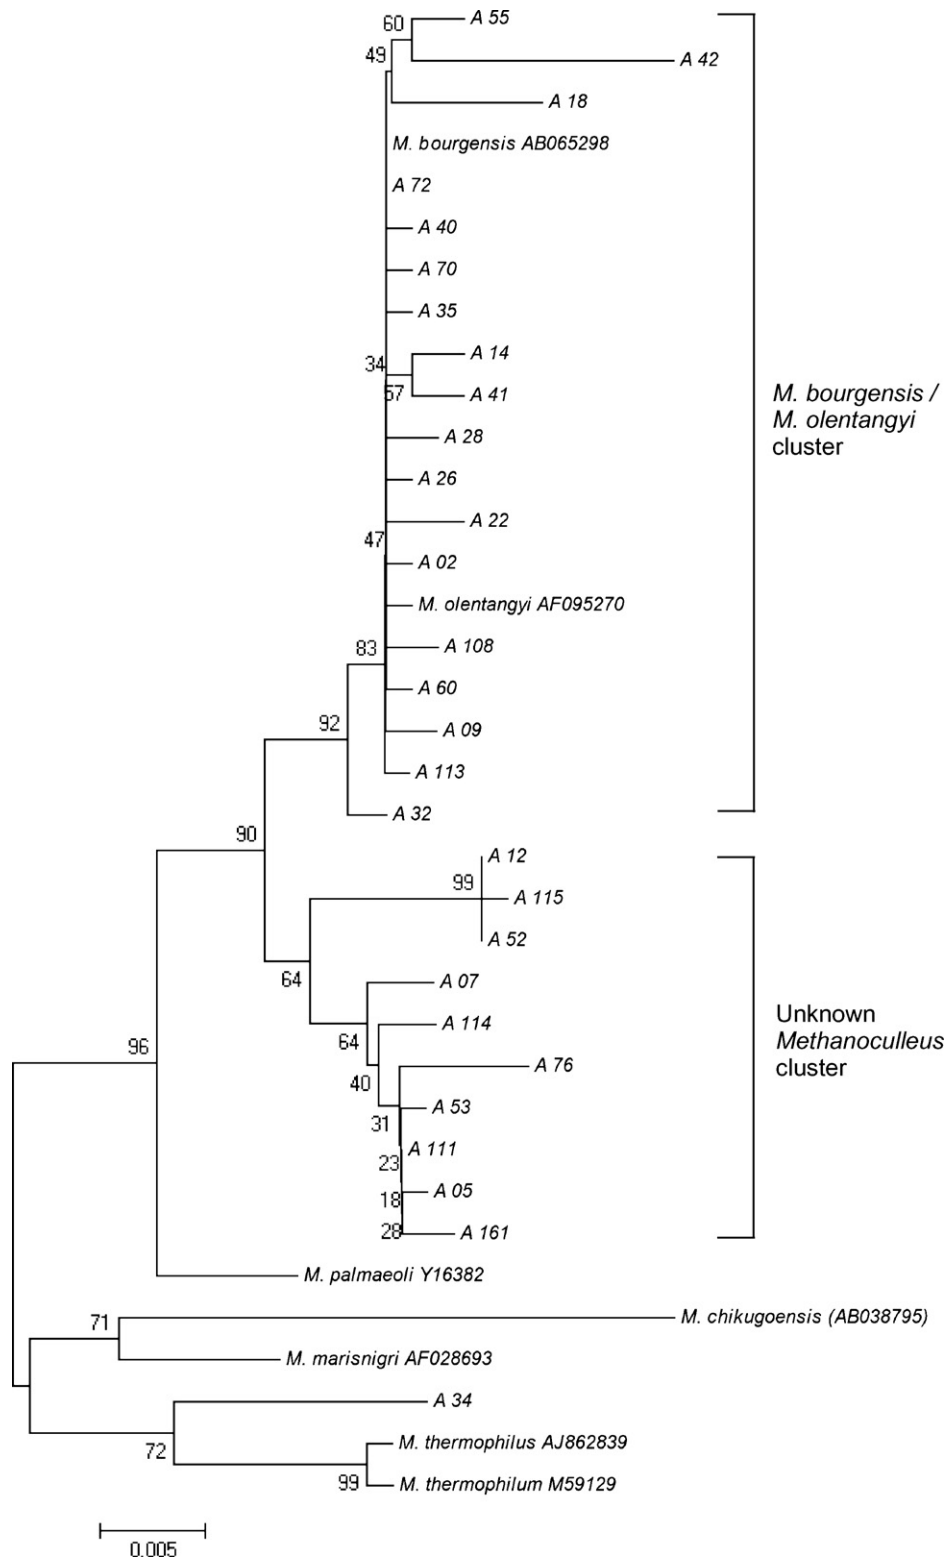 60
A 55
49
A 42
A 18
M. bourgensis AB065298
A 72
A 40
A 70
A 35
34
A 14
57
A 41
M. bourgensis /
M. olentangyi
cluster
A 28
A 26
A 22
47
A 02
M. olentangyi AF095270
83
A 108
A 60
92
A 09
A 113
A 32
90
A 12
99
A 115
A 52
64
A 07
A 114
64
Unknown
Methanoculleus
cluster
96
A 76
40
A 53
31
A 111
23
A 05
18
28
A 161
M. palmaeoli Y16382
71
M. chikugoensis (AB038795)
M. marisnigri AF028693
A 34
72
M. thermophilus AJ862839
99
M. thermophilum M59129
0.005